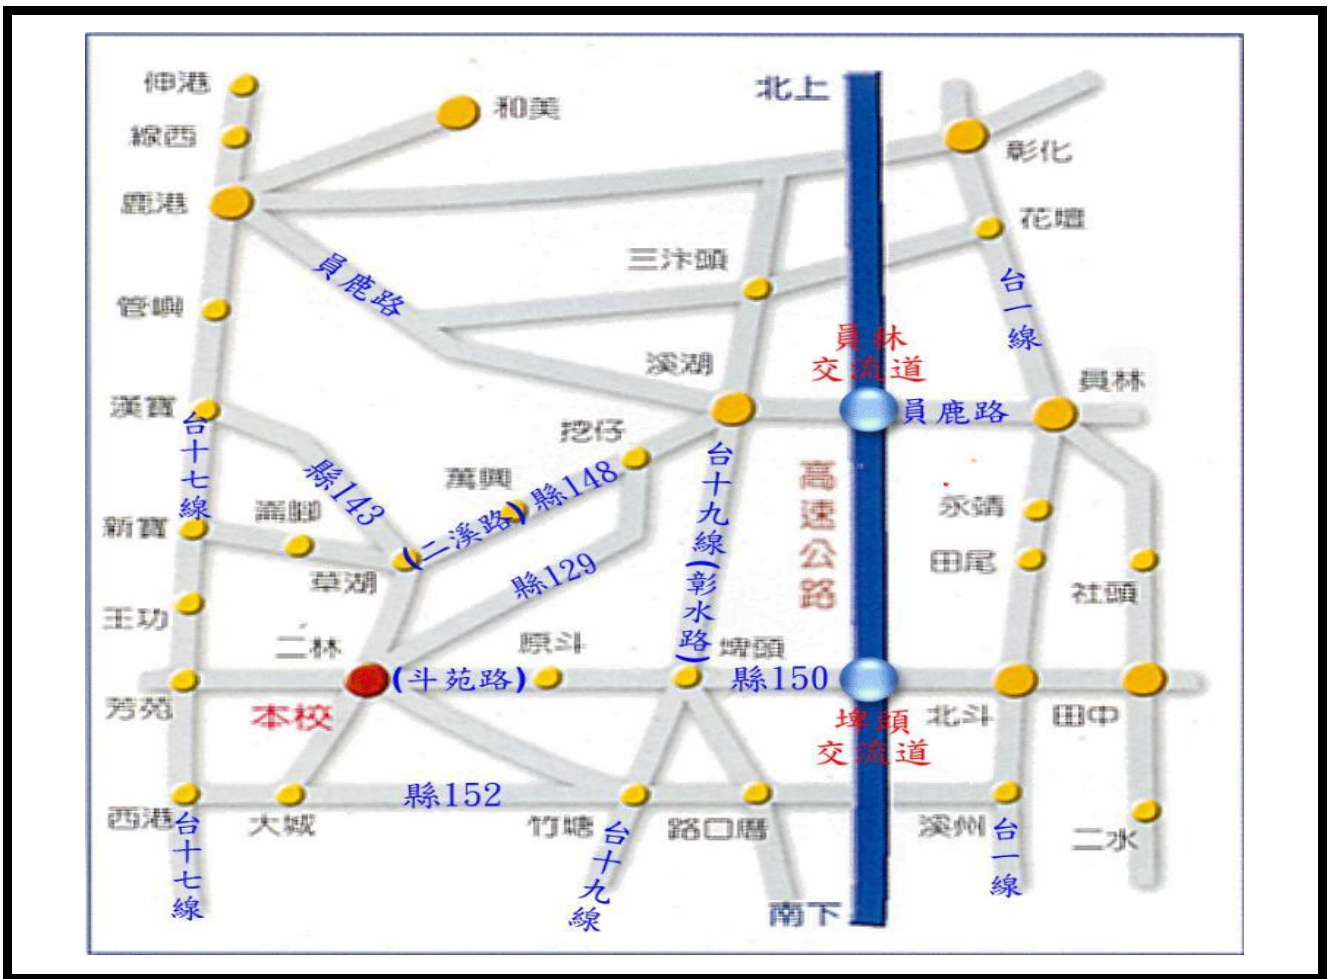 伸港
和美
北上
線西
彰化
鹿港
花壇
三汴頭
員鹿路
管嶼
台一線
員林
交流道
溪湖
員林
漢寶
員鹿路
台十七線
挖仔
縣143
萬興
縣148
台十九線(彰水路)
高速公路
永靖
新寶
(二溪路)
草湖
縣129
田尾
社頭
王功
二林
原斗
埤頭
(斗苑路)
縣150
芳苑
本校
埤頭
交流道
北斗
田中
縣152
西港
大城
竹塘
路口厝
溪州
二水
台十七線
台十九線
台一線
南下